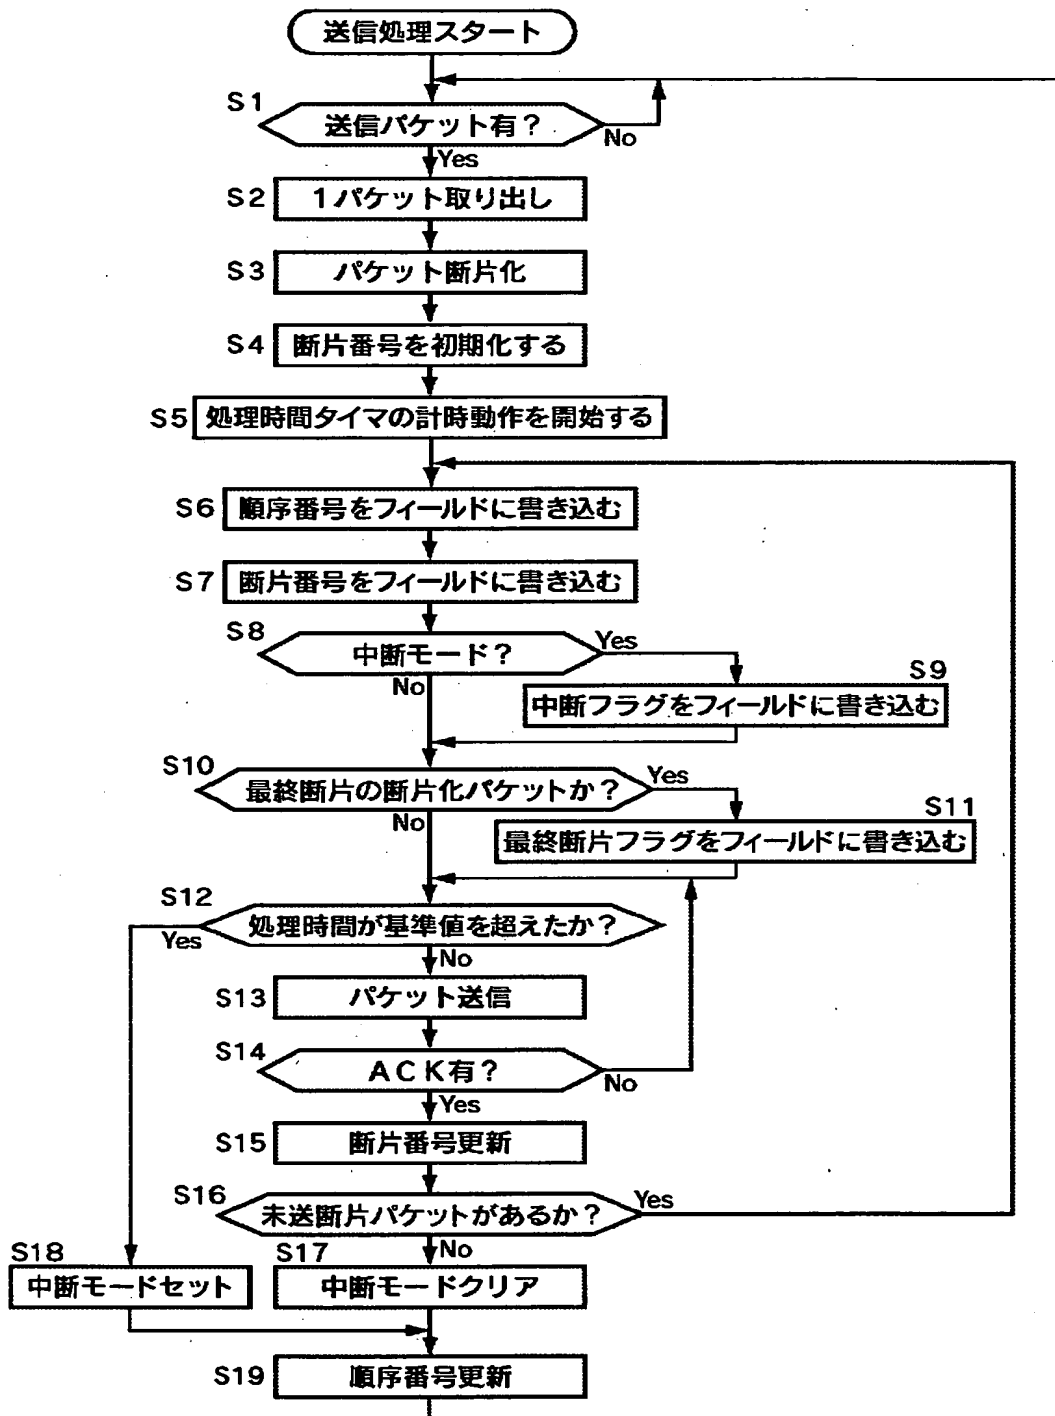 送信処理スタート
S1
送信パケット有？
No
Yes
S2
１パケット取り出し
S3
パケット断片化
S4
断片番号を初期化する
S5
処理時間タイマの計時動作を開始する
S6
順序番号をフィールドに書き込む
S7
断片番号をフィールドに書き込む
S8
中断モード？
Yes
No
S9
中断フラグをフィールドに書き込む
S10
最終断片の断片化パケットか？
Yes
No
S11
最終断片フラグをフィールドに書き込む
S12
処理時間が基準値を超えたか？
Yes
No
S13
パケット送信
S14
ＡＣＫ有？
No
Yes
S15
断片番号更新
S16
未送断片パケットがあるか？
Yes
No
S18
中断モードセット
S17
中断モードクリア
S19
順序番号更新